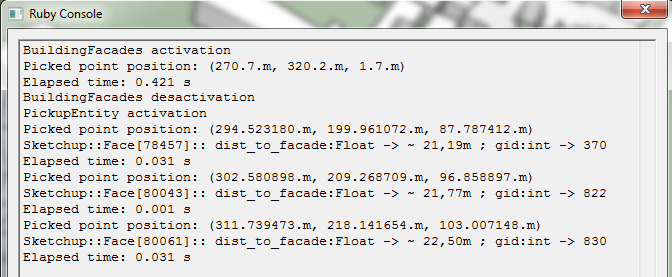 Ruby Console
BuildingFacades activation
Picked point position: (270.7.m, 320.2.m, 1.7.m)
Elapsed time: 0.421 s
BuildingFacades desactivation
PickupEntity activation
Picked point position: (294.523180.m, 199.961072.m, 87.787412.m)
Sketchup::Face[78457]:: dist_to_facade:Float -> ~ 21,19m ; gid:int -> 370
Elapsed time: 0.031 s
Picked point position: (302.580898.m, 209.268709.m, 96.858897.m)
Sketchup::Face[80043]:: dist_to_facade:Float -> ~ 21,77m ; gid:int -> 822
Elapsed time: 0.001 s
Picked point position: (311.739473.m, 218.141654.m, 103.007148.m)
Sketchup::Face[80061]:: dist_to_facade:Float -> ~ 22,50m ; gid:int -> 830
Elapsed time: 0.031 s